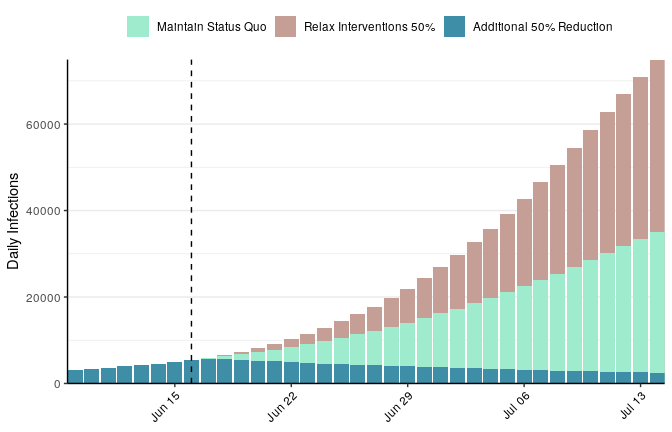 Maintain Status Quo Relax Interventions 50% Additional 50% Reduction
Daily Infections
60000
40000
20000
0
Jun 15 Jun 22 Jun 29 Jul 06 Jul 13